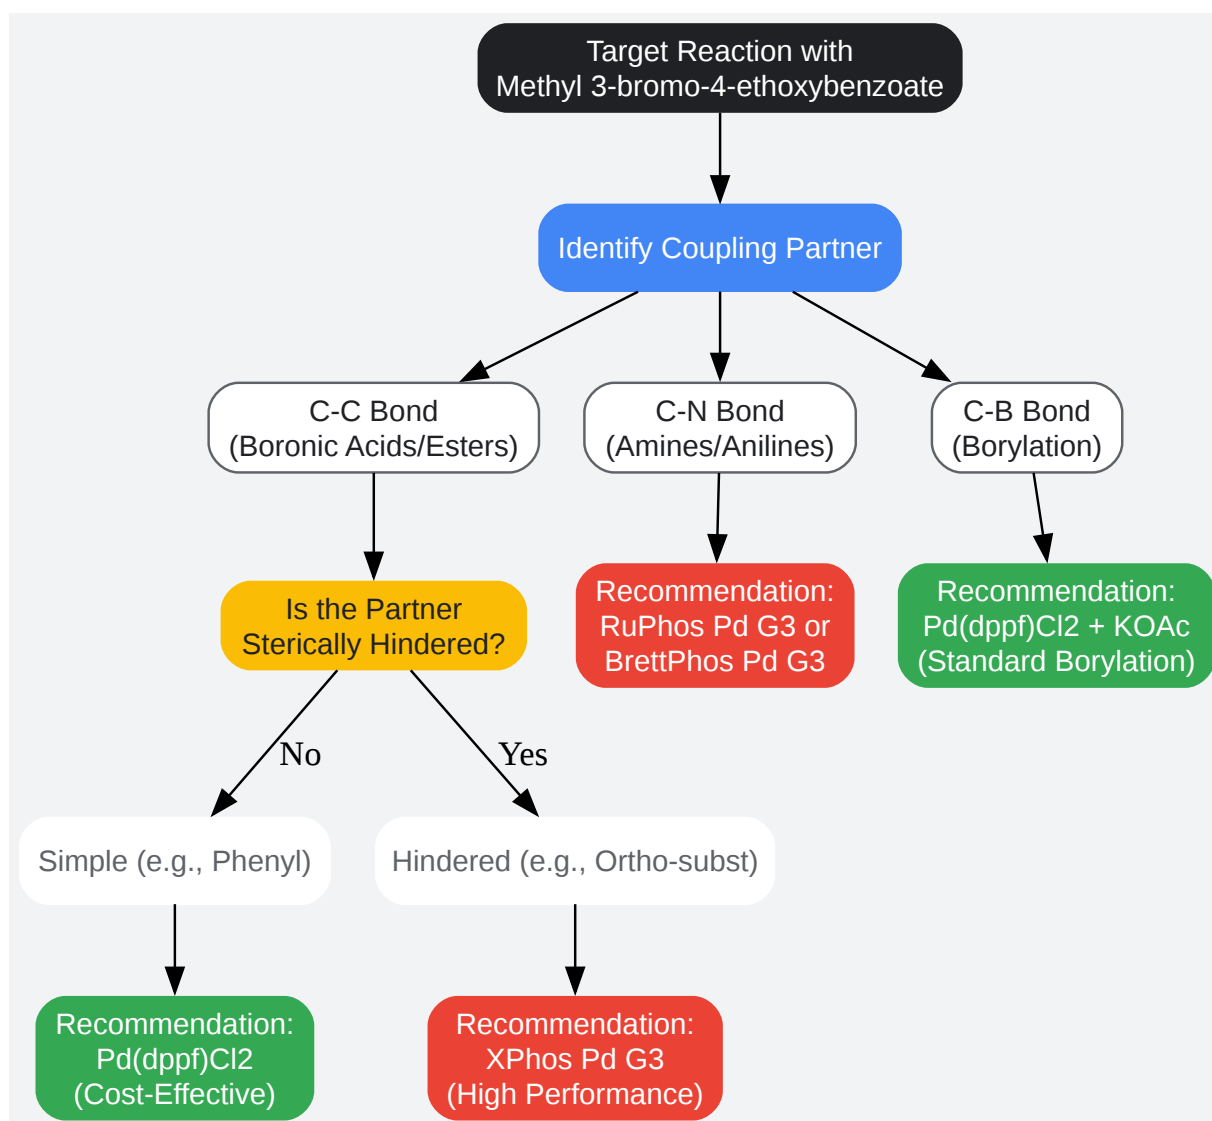 Target Reaction with
Methyl 3-bromo-4-ethoxybenzoate
Identify Coupling Partner
C-C Bond
(Boronic Acids/Esters)
C-N Bond
(Amines/Anilines)
C-B Bond
(Borylation)
Is the Partner
Sterically Hindered?
Recommendation:
RuPhos Pd G3 or
BrettPhos Pd G3
Recommendation:
Pd(dppf)Cl2 + KOAc
(Standard Borylation)
No
Yes
Simple (e.g., Phenyl)
Hindered (e.g., Ortho-subst)
Recommendation:
Pd(dppf)Cl2
(Cost-Effective)
Recommendation:
XPhos Pd G3
(High Performance)